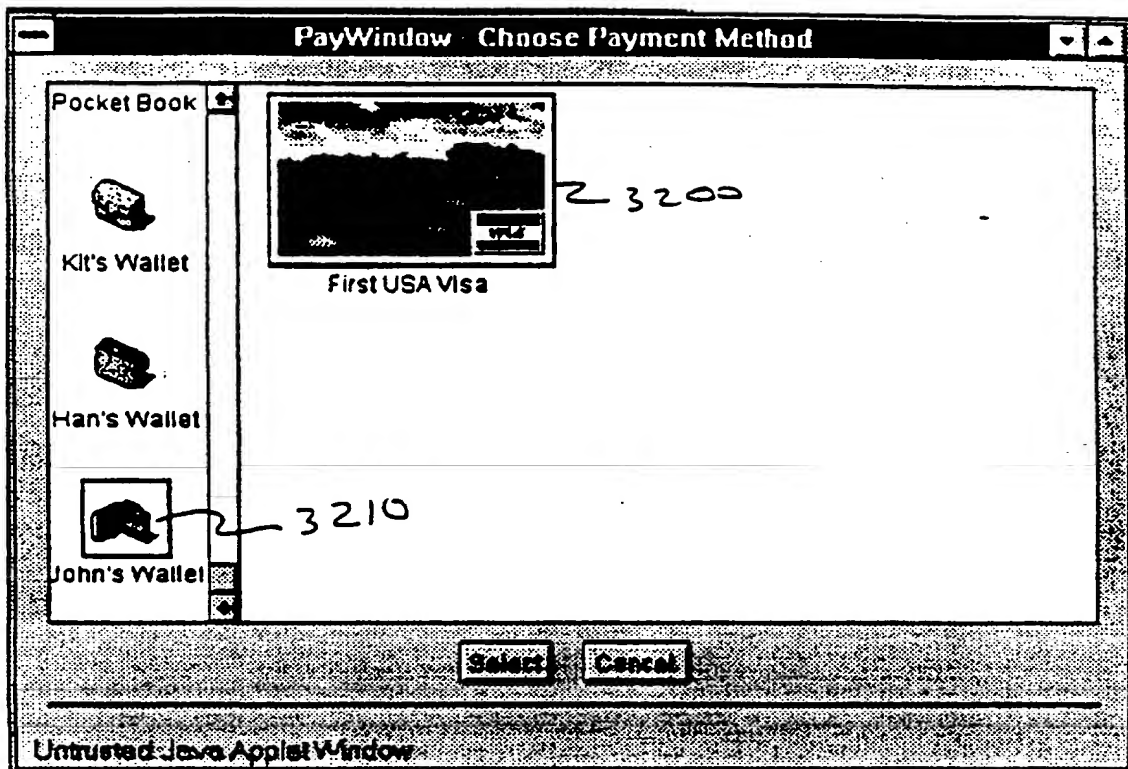 PayWindow - Choose Payment Method
Pocket Book
3200
First USA Visa
Kit's Wallet
Han's Wallet
3210
John's Wallet
Select Cancel
Untrusted Java Applet Window